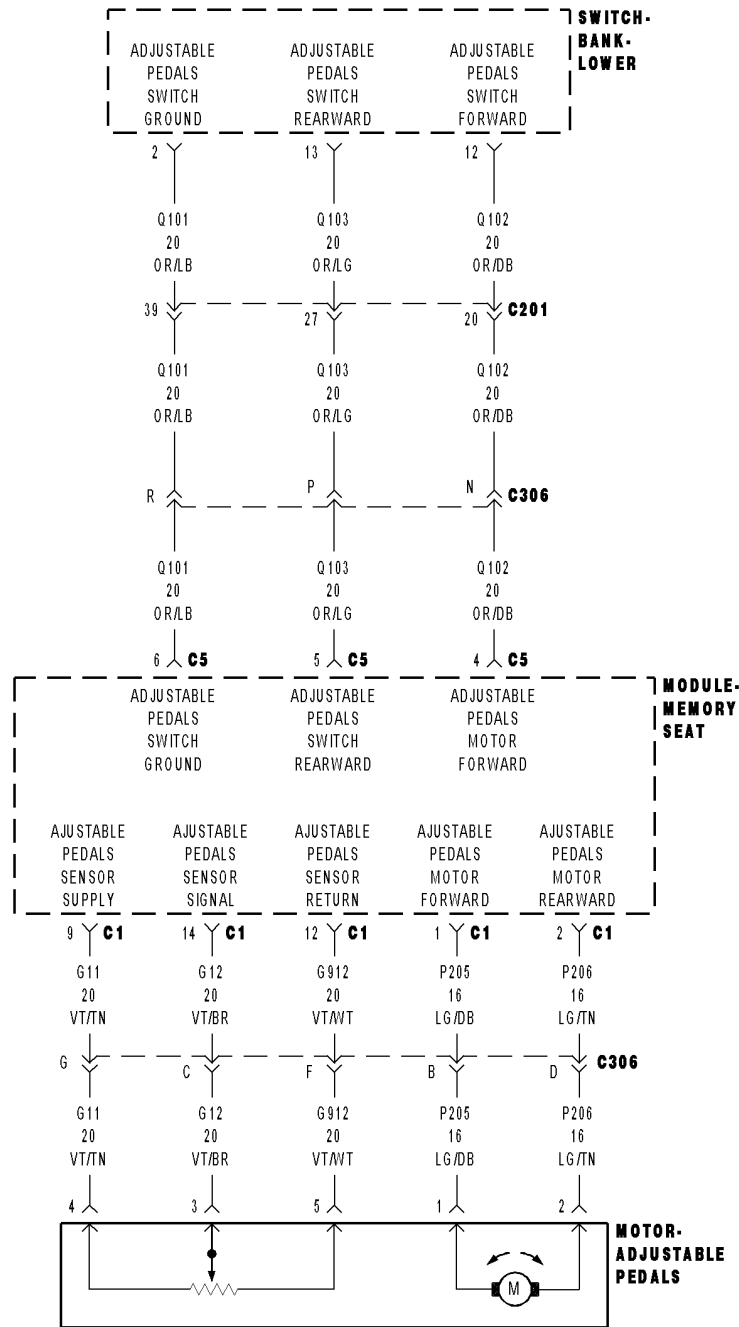 SWITCH-
BANK-
LOWER
ADJUSTABLE ADJUSTABLE ADJUSTABLE
PEDALS PEDALS PEDALS
SWITCH SWITCH SWITCH
GROUND REARWARD FORWARD
2 13 12
Q101 Q103 Q102
20 20 20
OR/LB OR/LG OR/DB
39 27 20 C201
Q101 Q103 Q102
20 20 20
OR/LB OR/LG OR/DB
R P N C306
Q101 Q103 Q102
20 20 20
OR/LB OR/LG OR/DB
6 C5 5 C5 4 C5
MODULE-
MEMORY
SEAT
ADJUSTABLE ADJUSTABLE ADJUSTABLE
PEDALS PEDALS PEDALS
SWITCH SWITCH MOTOR
GROUND REARWARD FORWARD
AJUSTABLE AJUSTABLE AJUSTABLE AJUSTABLE AJUSTABLE
PEDALS PEDALS PEDALS PEDALS PEDALS
SENSOR SENSOR SENSOR MOTOR MOTOR
SUPPLY SIGNAL RETURN FORWARD REARWARD
9 C1 14 C1 12 C1 1 C1 2 C1
G11 G12 G912 P205 P206
20 20 20 16 16
VT/TN VT/BR VT/WT LG/DB LG/TN
G C F B D C306
G11 G12 G912 P205 P206
20 20 20 16 16
VT/TN VT/BR VT/WT LG/DB LG/TN
4 3 5 1 2
MOTOR-
ADJUSTABLE
PEDALS
M